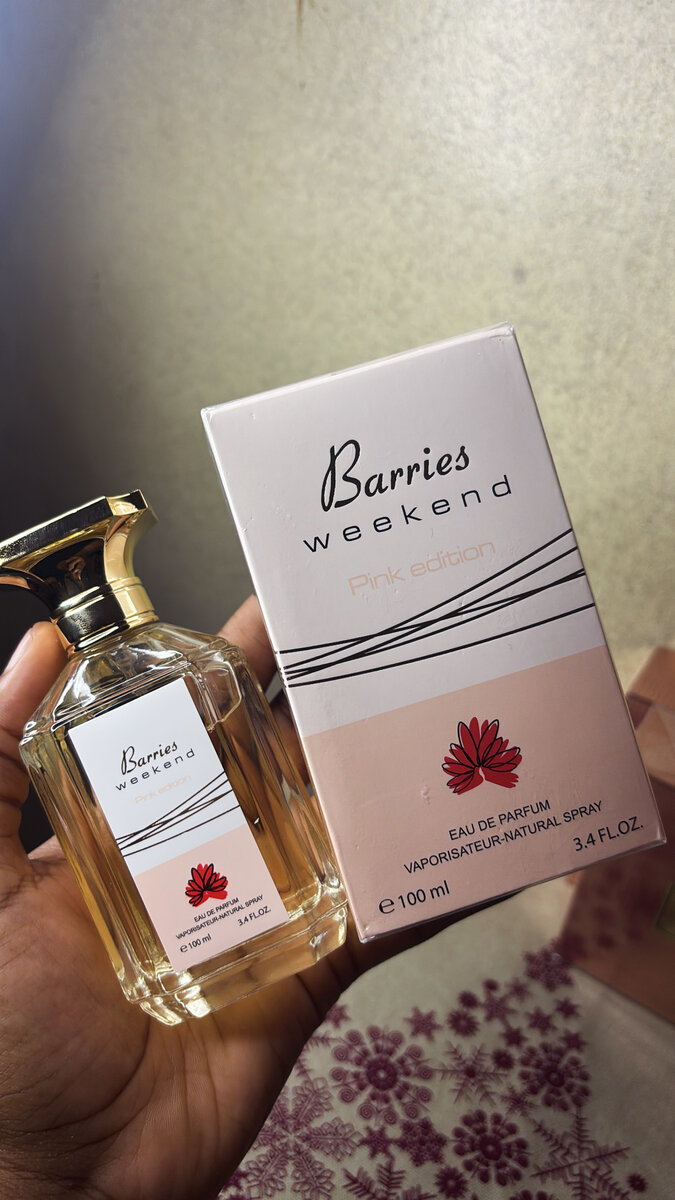 Barries
weekend
Pink edition
EAU DE PARFUM
VAPORISATEUR-NATURAL SPRAY
℮ 100 ml
3.4 FL.OZ.
Barries
weekend
Pink edition
EAU DE PARFUM
VAPORISATEUR-NATURAL SPRAY
℮ 100 ml
3.4 FL.OZ.